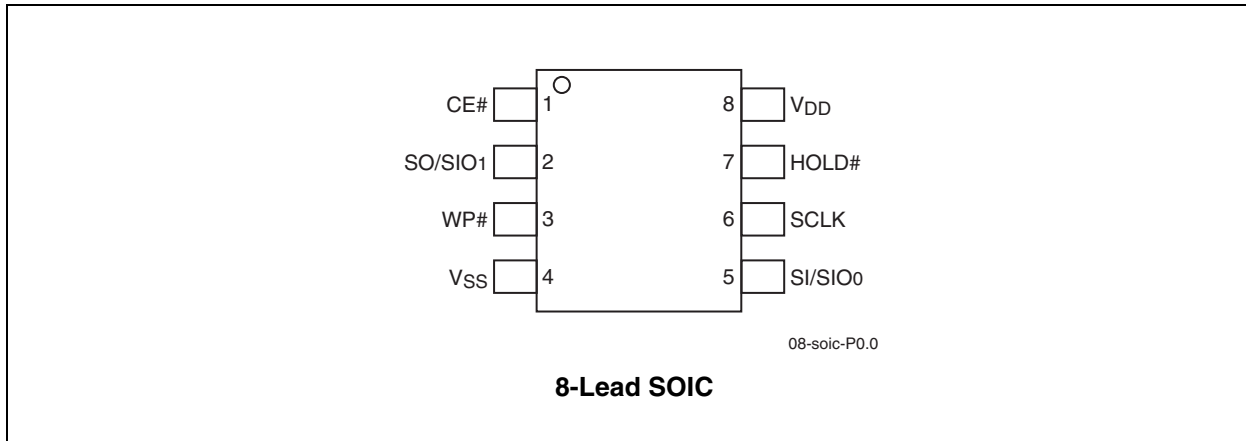 CE# 1 8 VDD
SO/SIO1 2 7 HOLD#
WP# 3 6 SCLK
VSS 4 5 SI/SIO0
08-soic-P0.0
8-Lead SOIC